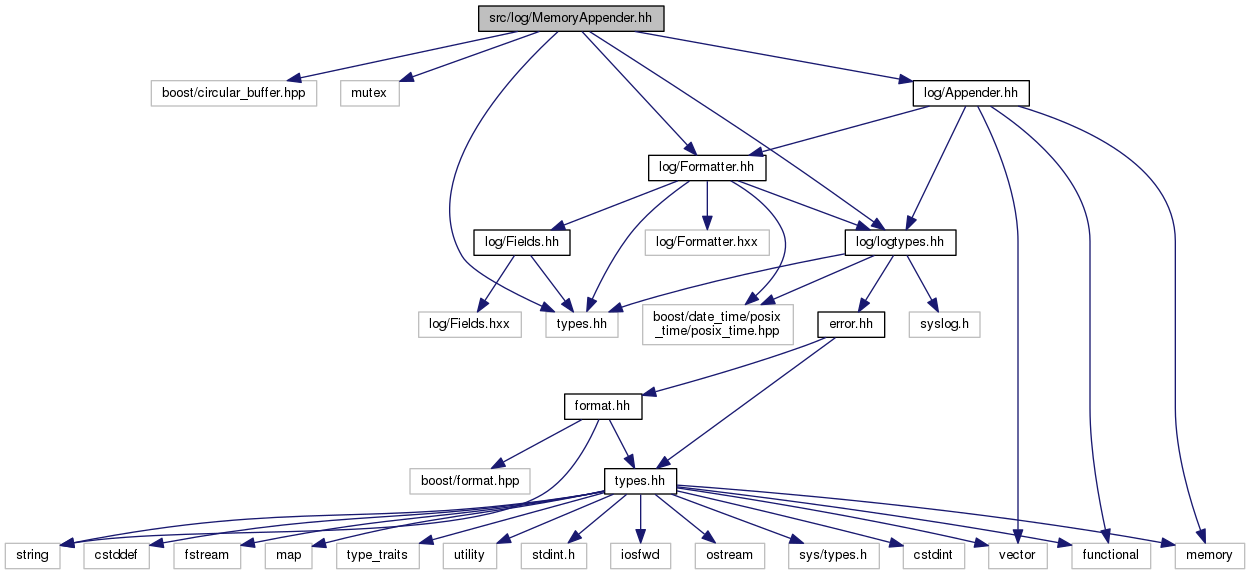 src/log/MemoryAppender.hh
boost/circular_buffer.hpp
mutex
log/Appender.hh
log/Formatter.hh
log/Fields.hh
log/Formatter.hxx
log/logtypes.hh
log/Fields.hxx
types.hh
boost/date_time/posix
_time/posix_time.hpp
error.hh
syslog.h
format.hh
boost/format.hpp
types.hh
string
cstddef
fstream
map
type_traits
utility
stdint.h
iosfwd
ostream
sys/types.h
cstdint
vector
functional
memory